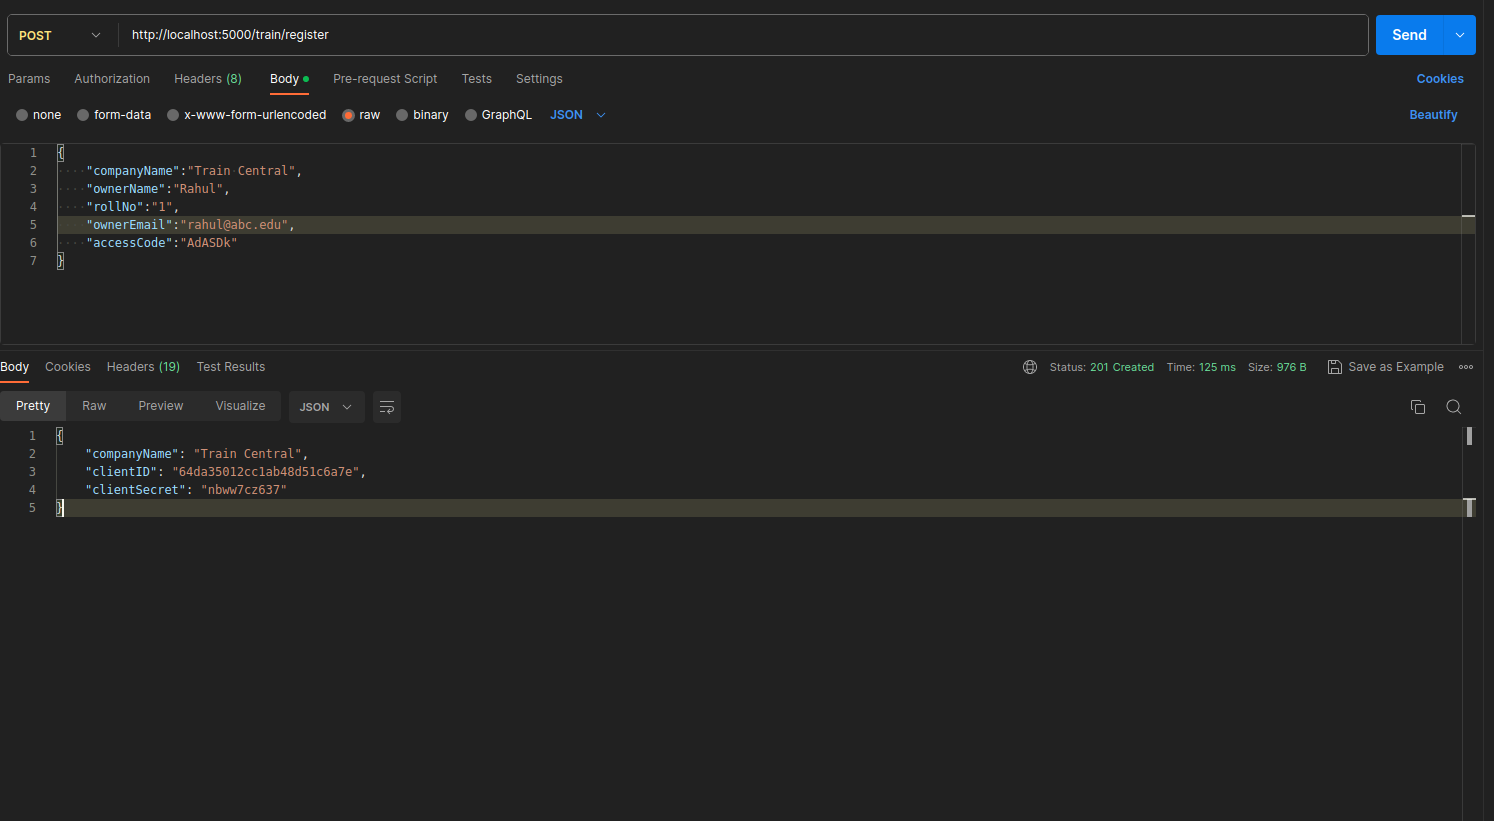 POST http://localhost:5000/train/register Send
Params Authorization Headers (8) Body Pre-request Script Tests Settings Cookies
none form-data x-www-form-urlencoded raw binary GraphQL JSON Beautify
1 {
2 "companyName":"Train Central",
3 "ownerName":"Rahul",
4 "rollNo":"1",
5 "ownerEmail":"rahul@abc.edu",
6 "accessCode":"AdASDk"
7 }
Body Cookies Headers (19) Test Results Status: 201 Created Time: 125 ms Size: 976 B Save as Example
Pretty Raw Preview Visualize JSON
1 {
2 "companyName": "Train Central",
3 "clientID": "64da35012cc1ab48d51c6a7e",
4 "clientSecret": "nbww7cz637"
5 }